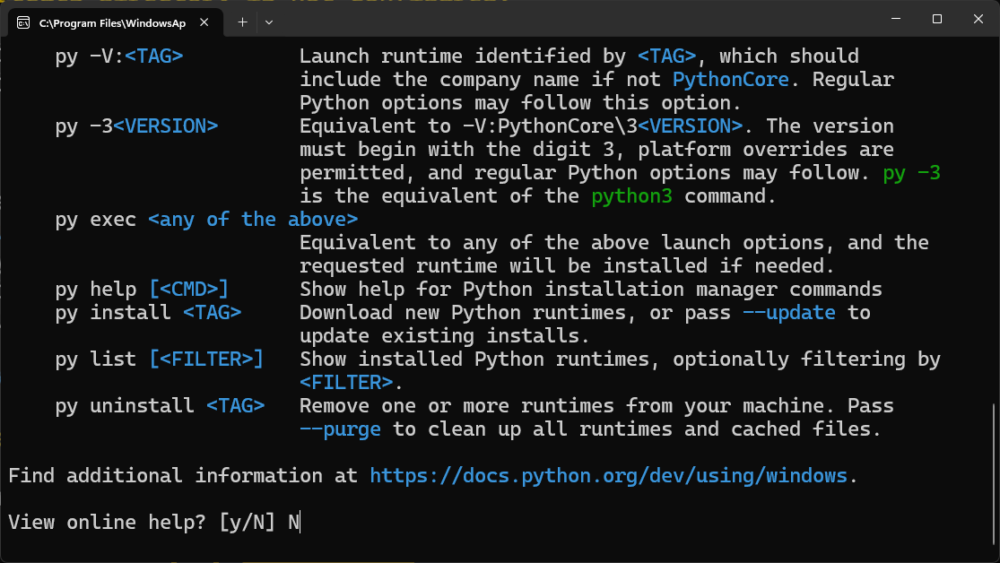 C:\Program Files\WindowsAp
py -V:<TAG> Launch runtime identified by <TAG>, which should
include the company name if not PythonCore. Regular
Python options may follow this option.
py -3<VERSION> Equivalent to -V:PythonCore\3<VERSION>. The version
must begin with the digit 3, platform overrides are
permitted, and regular Python options may follow. py -3
is the equivalent of the python3 command.
py exec <any of the above>
Equivalent to any of the above launch options, and the
requested runtime will be installed if needed.
py help [<CMD>] Show help for Python installation manager commands
py install <TAG> Download new Python runtimes, or pass --update to
update existing installs.
py list [<FILTER>] Show installed Python runtimes, optionally filtering by
<FILTER>.
py uninstall <TAG> Remove one or more runtimes from your machine. Pass
--purge to clean up all runtimes and cached files.
Find additional information at https://docs.python.org/dev/using/windows.
View online help? [y/N] N